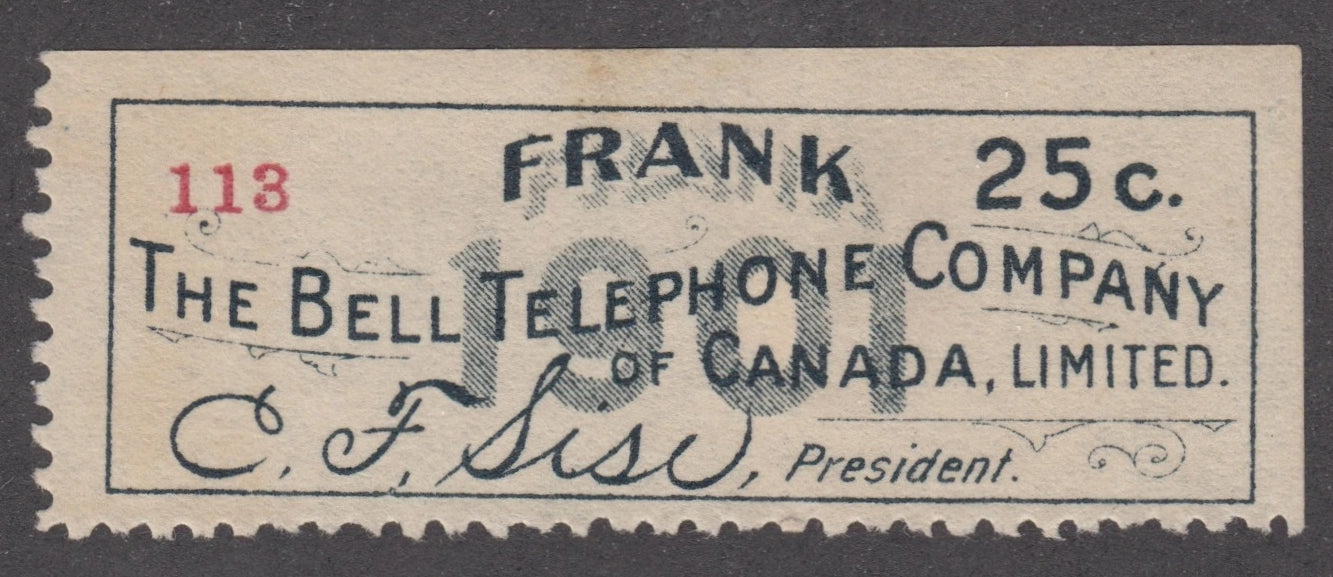 FRANK 25c.
113
1901
THE BELL TELEPHONE COMPANY
OF CANADA, LIMITED.
C. F. Sise, President.